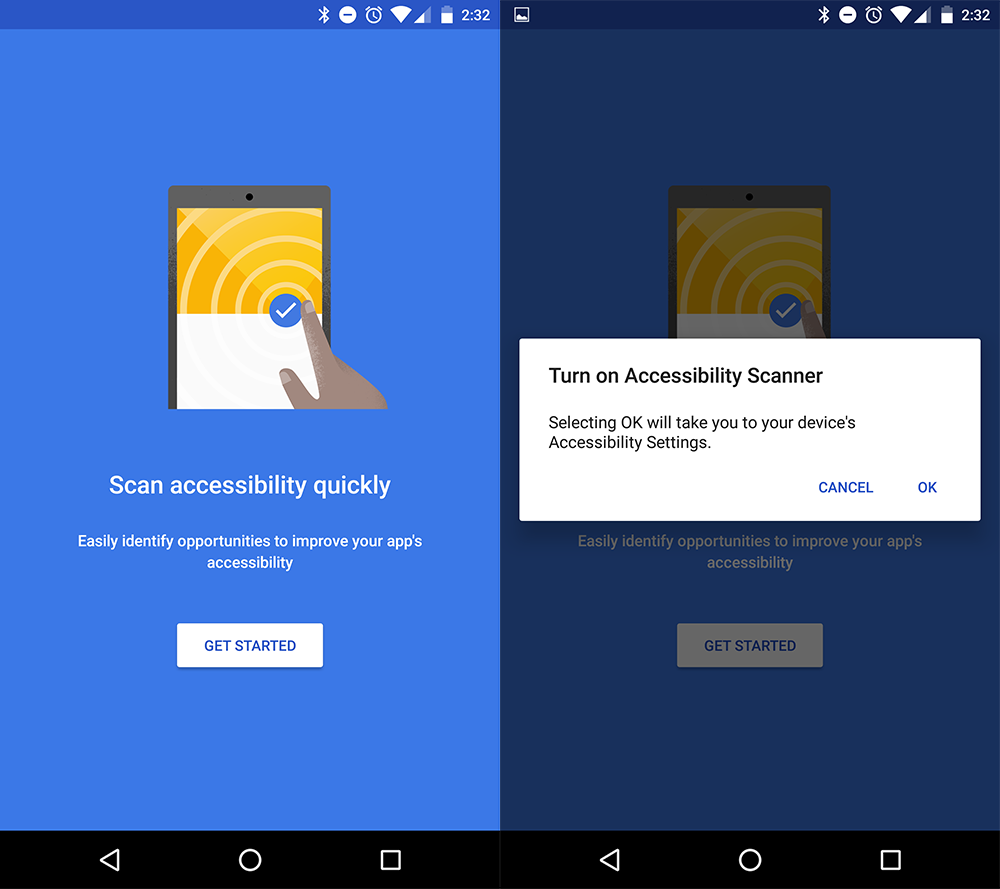 2:32
Scan accessibility quickly
Easily identify opportunities to improve your app's
accessibility
GET STARTED
2:32
Turn on Accessibility Scanner
Selecting OK will take you to your device's
Accessibility Settings.
CANCEL OK
Easily identify opportunities to improve your app's
accessibility
GET STARTED